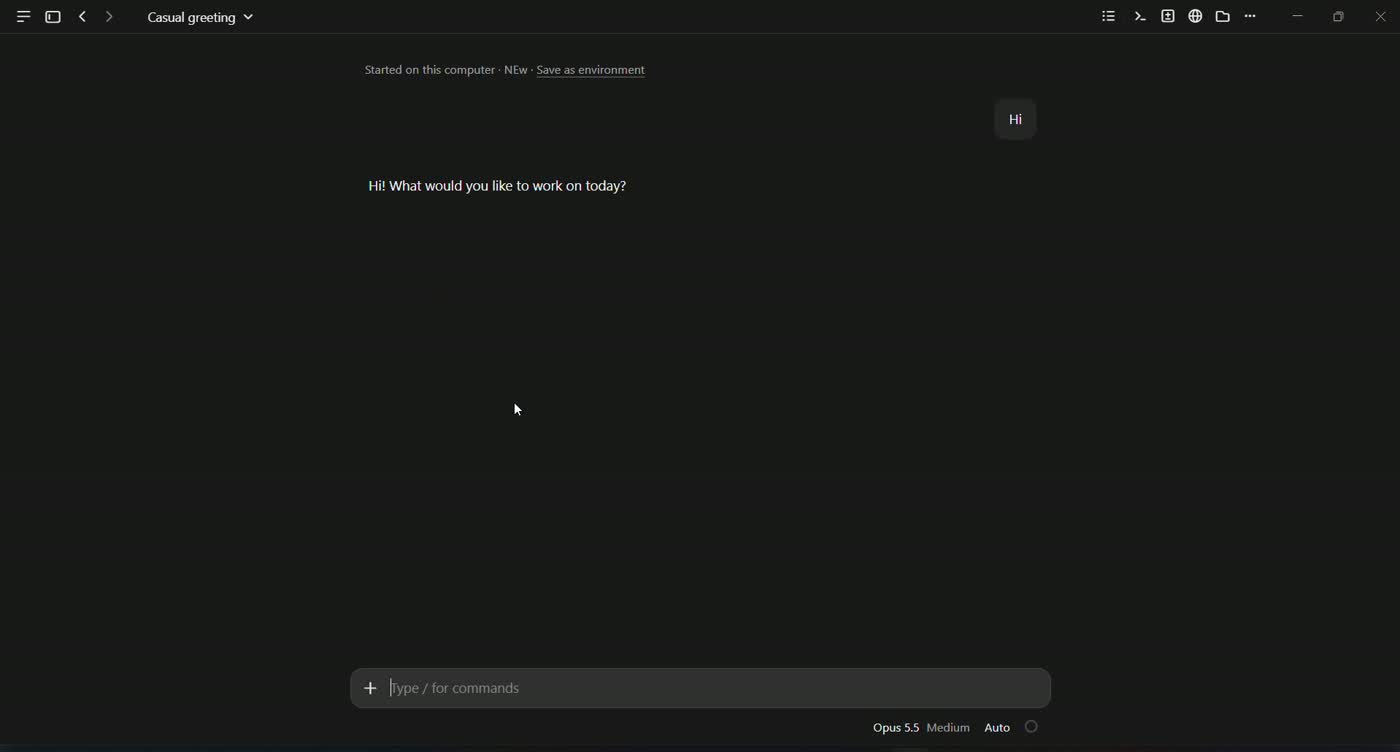 Casual greeting
Started on this computer · NEw · Save as environment
Hi
Hi! What would you like to work on today?
Type / for commands
Opus 5.5 Medium Auto